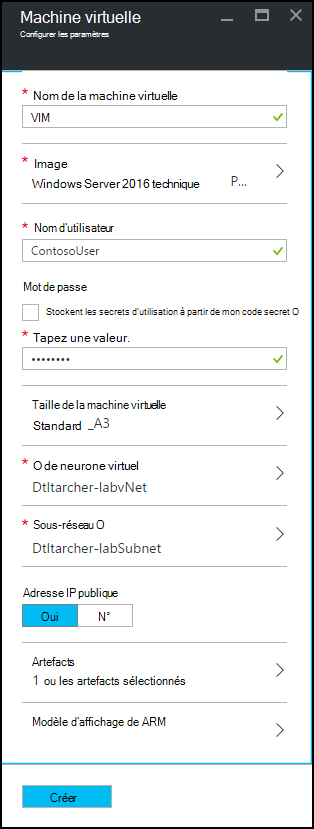 Machine virtuelle
Configurer les paramètres
* Nom de la machine virtuelle
VIM
* Image
Windows Server 2016 technique P...
* Nom d'utilisateur
ContosoUser
Mot de passe
Stockent les secrets d'utilisation à partir de mon code secret O
* Tapez une valeur.
••••••••
Taille de la machine virtuelle
Standard _A3
* O de neurone virtuel
Dtltarcher-labvNet
* Sous-réseau O
Dtltarcher-labSubnet
Adresse IP publique
Oui N°
Artefacts
1 ou les artefacts sélectionnés
Modèle d'affichage de ARM
Créer